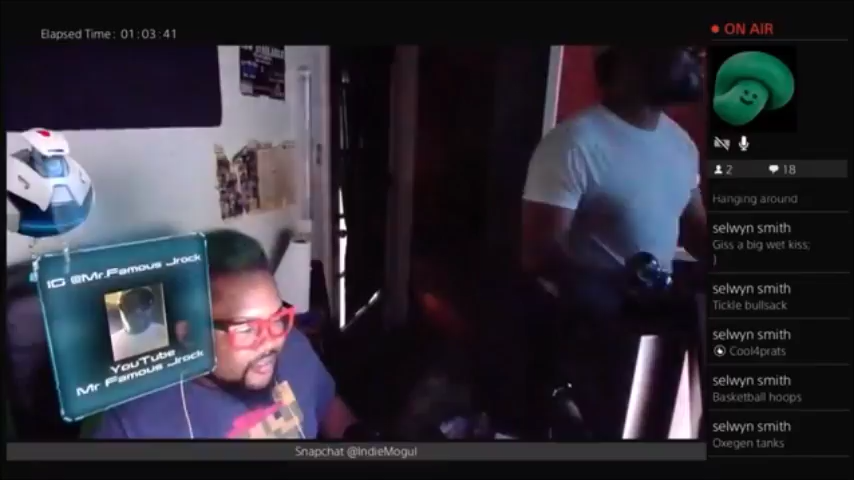 Elapsed Time : 01:03:41
ON AIR
2
18
Hanging around
selwyn smith
Giss a big wet kiss;
)
selwyn smith
Tickle bullsack
selwyn smith
Cool4prats
selwyn smith
Basketball hoops
selwyn smith
Oxegen tanks
IG @Mr.Famous Jrock
YouTube
Mr Famous Jrock
Snapchat @IndieMogul